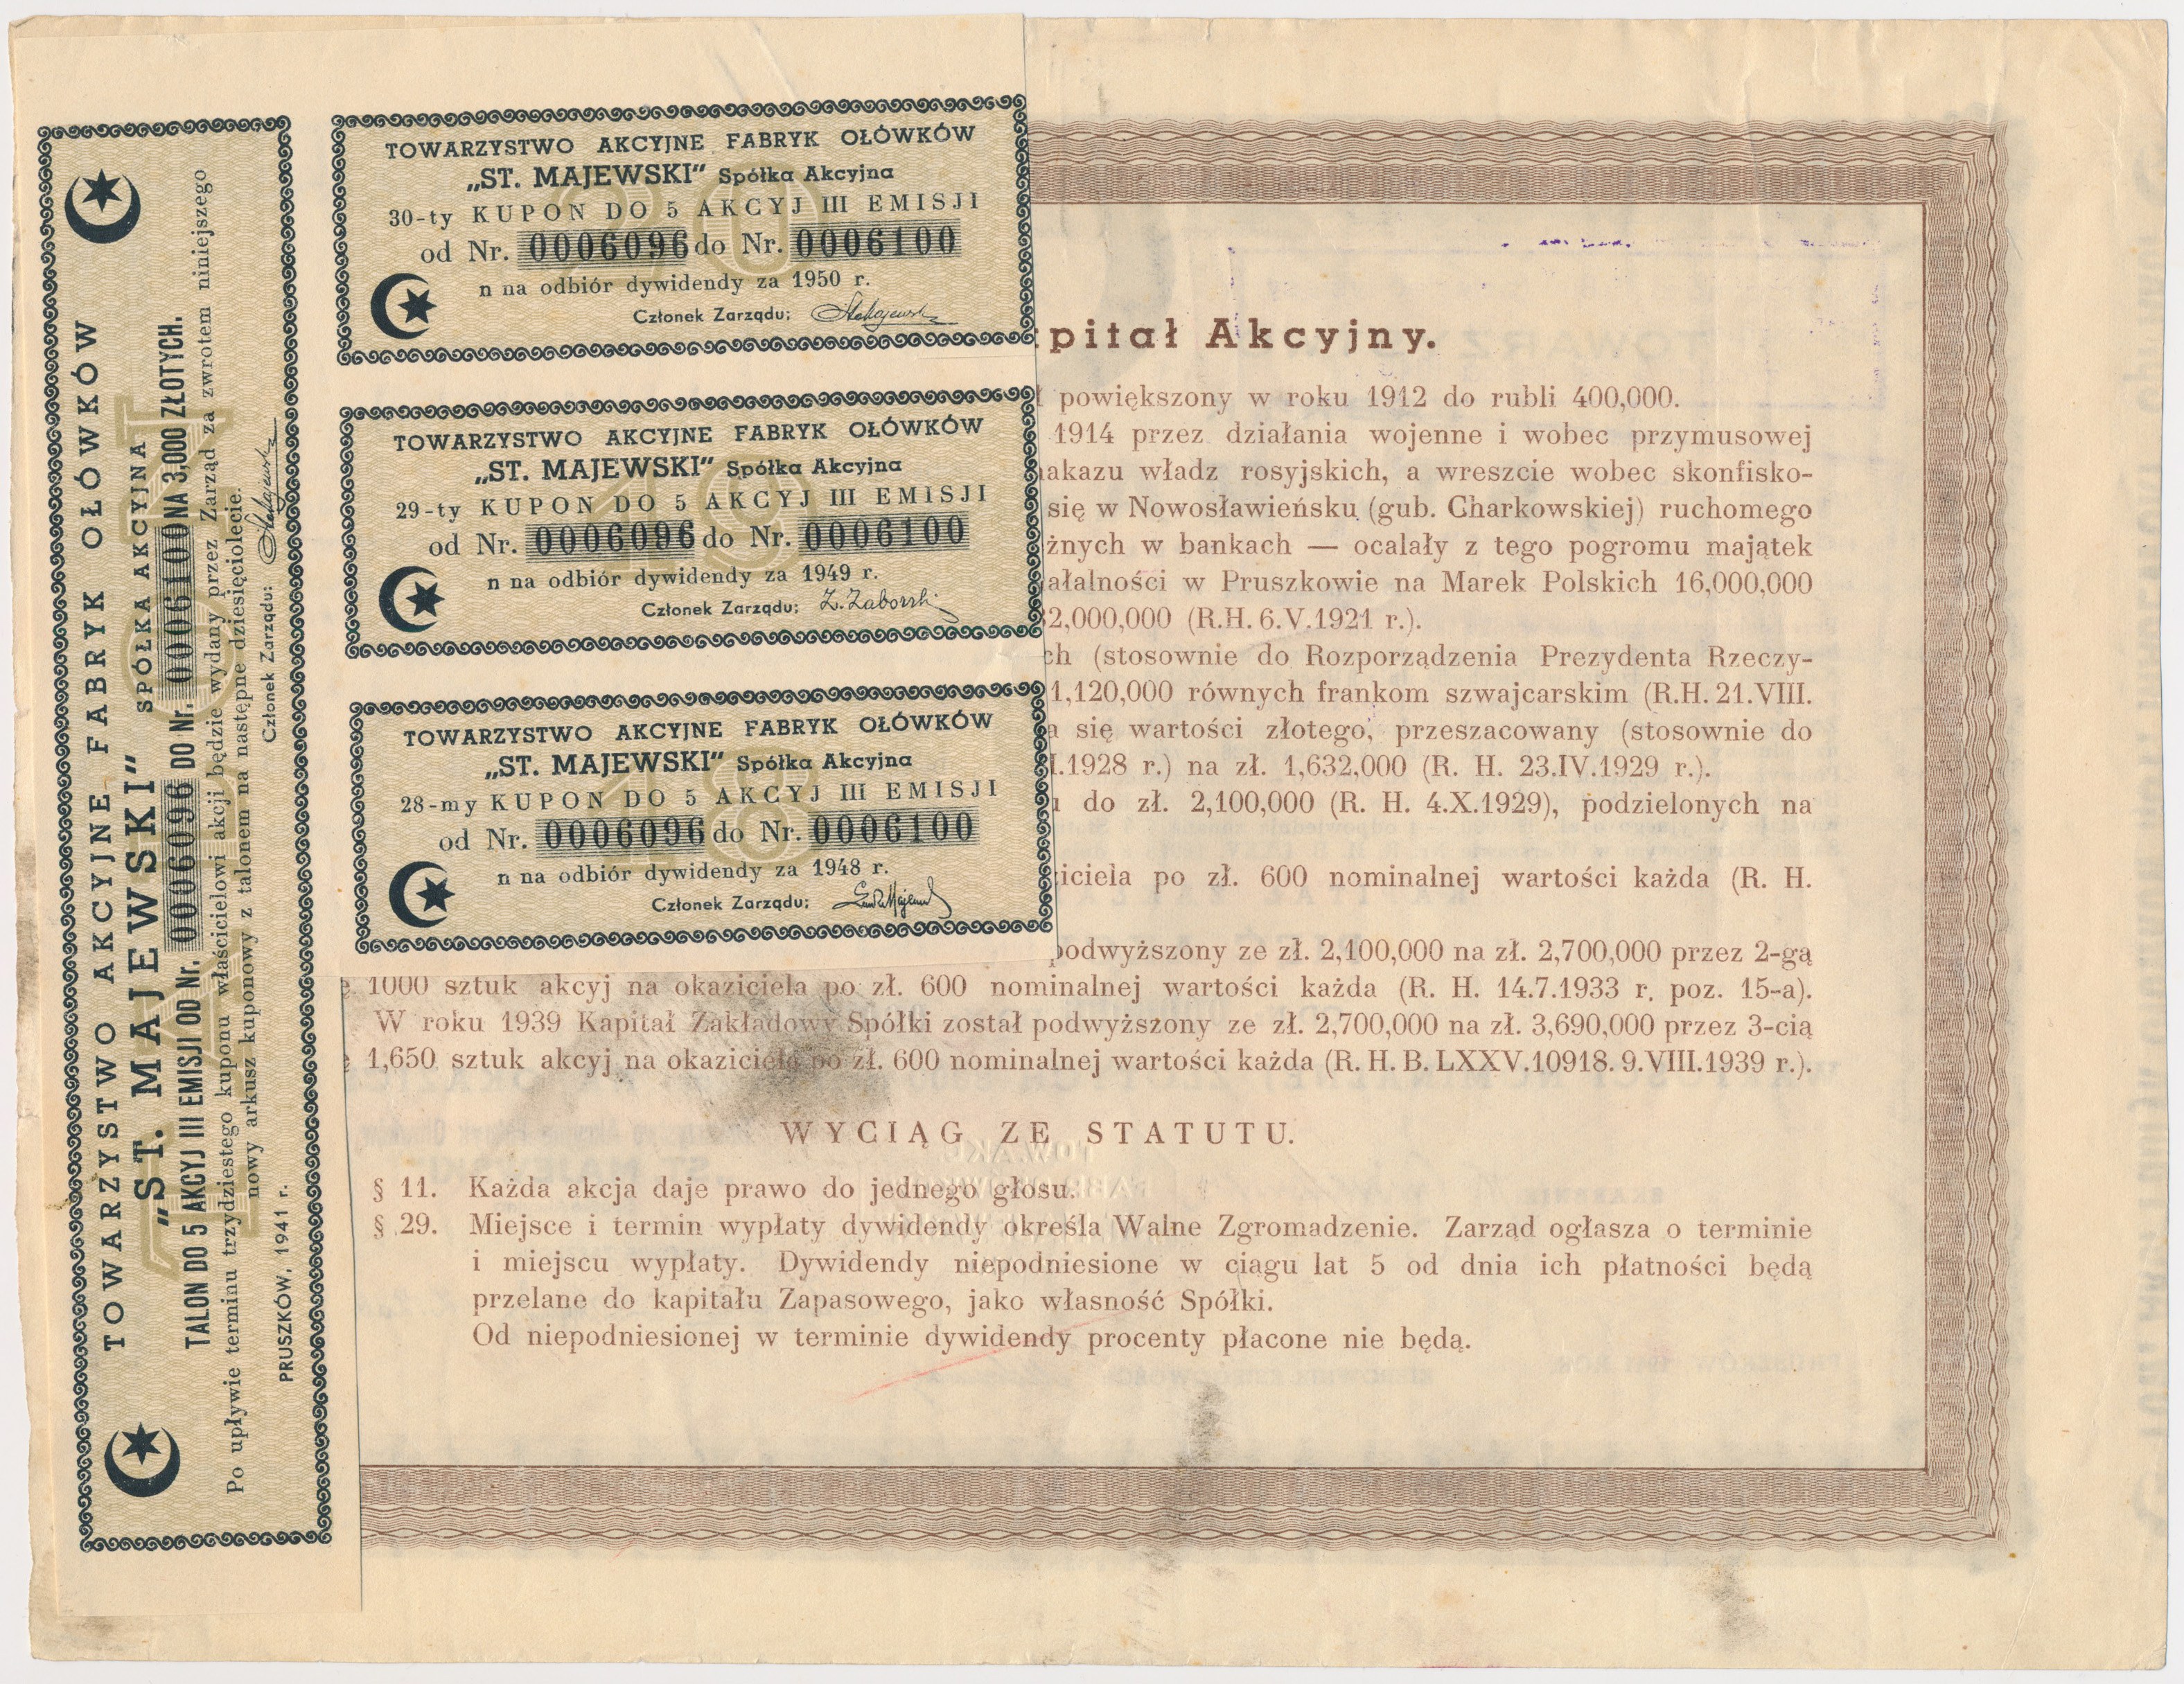 TOWARZYSTWO AKCYJNE FABRYK OŁÓWKÓW
„ST. MAJEWSKI” SPÓŁKA AKCYJNA
TALON DO 5 AKCYJ III EMISJI OD Nr. 0006096 DO Nr. 0006100 NA 3,000 ZŁOTYCH.
Po upływie terminu trzydziestego kuponu właścicielowi akcji będzie wydany przez Zarząd za zwrotem niniejszego
nowy arkusz kuponowy z talonem na następne dziesięciolecie.
Członek Zarządu: StMajewski
PRUSZKÓW, 1941 r.
TOWARZYSTWO AKCYJNE FABRYK OŁÓWKÓW
„ST. MAJEWSKI” Spółka Akcyjna
30-ty KUPON DO 5 AKCYJ III EMISJI
od Nr. 0006096 do Nr. 0006100
n na odbiór dywidendy za 1950 r.
Członek Zarządu: StMajewski
TOWARZYSTWO AKCYJNE FABRYK OŁÓWKÓW
„ST. MAJEWSKI” Spółka Akcyjna
29-ty KUPON DO 5 AKCYJ III EMISJI
od Nr. 0006096 do Nr. 0006100
n na odbiór dywidendy za 1949 r.
Członek Zarządu: Z. Zaborski
TOWARZYSTWO AKCYJNE FABRYK OŁÓWKÓW
„ST. MAJEWSKI” Spółka Akcyjna
28-my KUPON DO 5 AKCYJ III EMISJI
od Nr. 0006096 do Nr. 0006100
n na odbiór dywidendy za 1948 r.
Członek Zarządu:
pitał Akcyjny.
powiększony w roku 1912 do rubli 400,000.
1914 przez działania wojenne i wobec przymusowej
nakazu władz rosyjskich, a wreszcie wobec skonfisko-
się w Nowosławieńsku (gub. Charkowskiej) ruchomego
żnych w bankach — ocalały z tego pogromu majątek
ałalności w Pruszkowie na Marek Polskich 16,000,000
32,000,000 (R.H. 6.V.1921 r.).
ch (stosownie do Rozporządzenia Prezydenta Rzeczy-
1,120,000 równych frankom szwajcarskim (R.H. 21.VIII.
a się wartości złotego, przeszacowany (stosownie do
I.1928 r.) na zł. 1,632,000 (R. H. 23.IV.1929 r.).
do zł. 2,100,000 (R. H. 4.X.1929), podzielonych na
iciela po zł. 600 nominalnej wartości każda (R. H.
podwyższony ze zł. 2,100,000 na zł. 2,700,000 przez 2-gą
1000 sztuk akcyj na okaziciela po zł. 600 nominalnej wartości każda (R. H. 14.7.1933 r. poz. 15-a).
W roku 1939 Kapitał Zakładowy Spółki został podwyższony ze zł. 2,700,000 na zł. 3,690,000 przez 3-cią
1,650 sztuk akcyj na okaziciela po zł. 600 nominalnej wartości każda (R. H. B. LXXV.10918. 9.VIII.1939 r.).
WYCIĄG ZE STATUTU.
§ 11. Każda akcja daje prawo do jednego głosu.
§ 29. Miejsce i termin wypłaty dywidendy określa Walne Zgromadzenie. Zarząd ogłasza o terminie
i miejscu wypłaty. Dywidendy niepodniesione w ciągu lat 5 od dnia ich płatności będą
przelane do kapitału Zapasowego, jako własność Spółki.
Od niepodniesionej w terminie dywidendy procenty płacone nie będą.